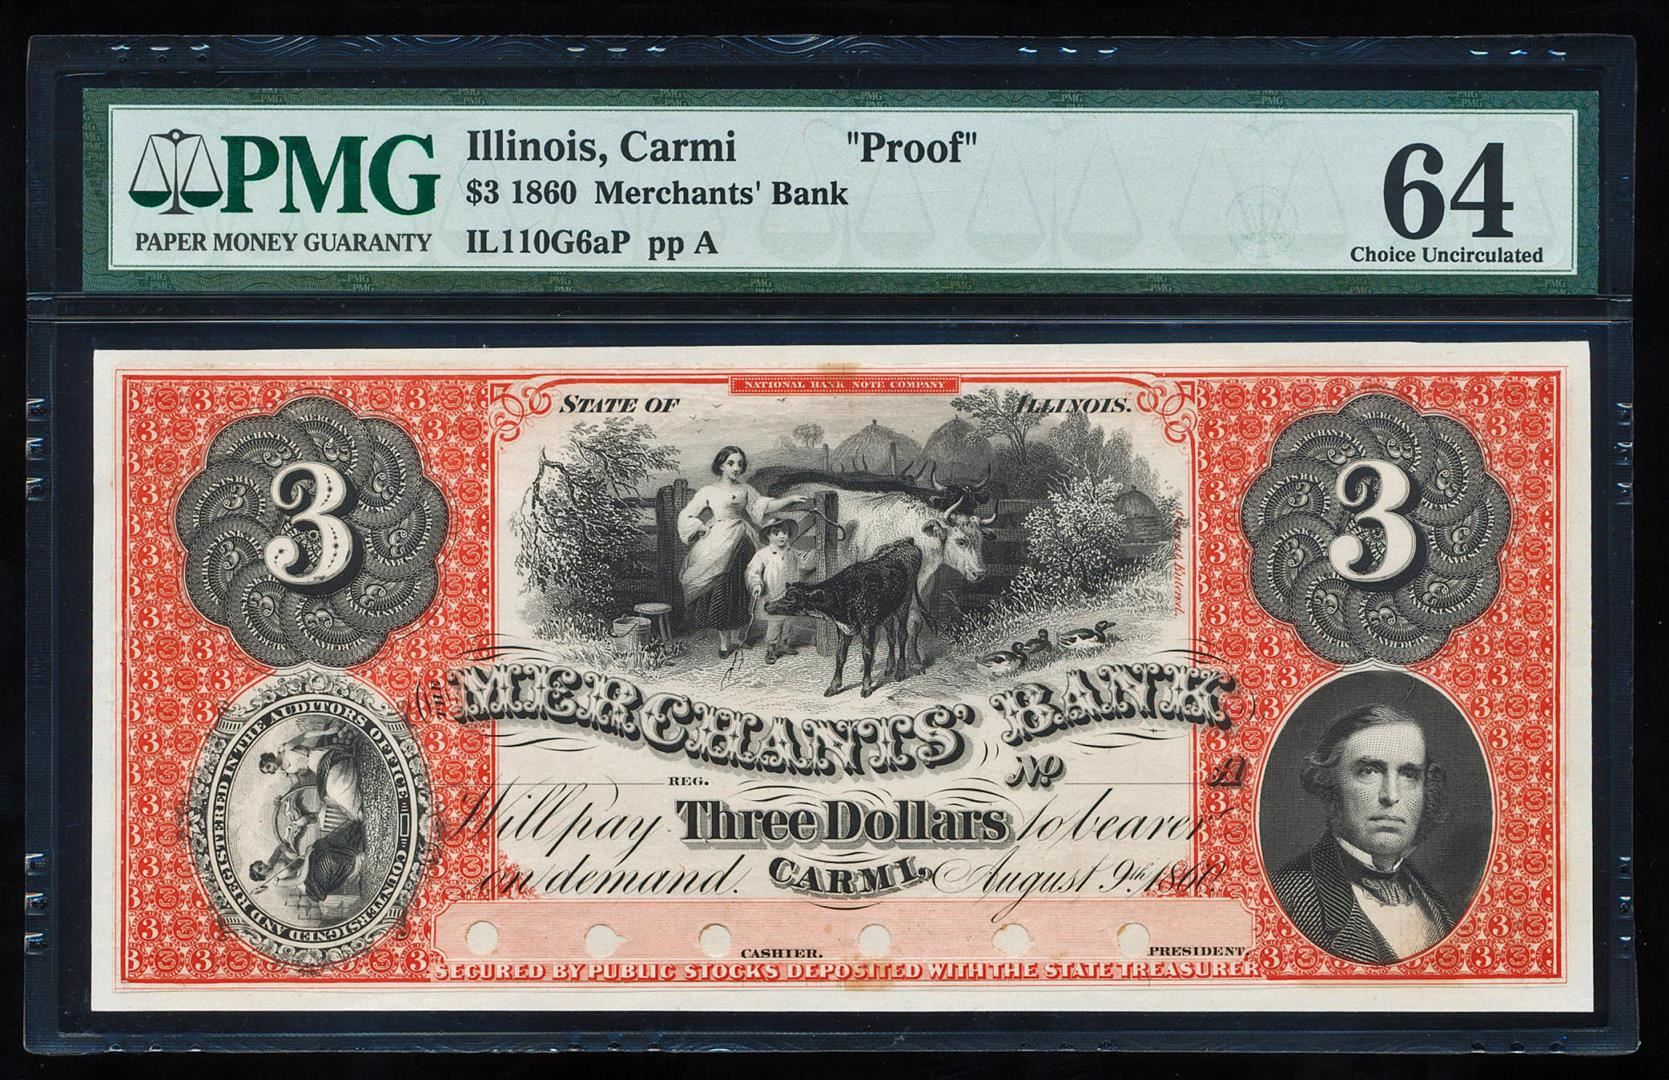 PMG
PAPER MONEY GUARANTY
Illinois, Carmi "Proof"
$3 1860 Merchants' Bank
IL110G6aP pp A
64
Choice Uncirculated
NATIONAL BANK NOTE COMPANY
STATE OF ILLINOIS.
3
3
MERCHANTS' BANK
REG. No A
Will pay Three Dollars to bearer
on demand. CARMI, August 9th 1860.
COUNTERSIGNED AND REGISTERED IN THE AUDITOR'S OFFICE
CASHIER. PRESIDENT.
SECURED BY PUBLIC STOCKS DEPOSITED WITH THE STATE TREASURER